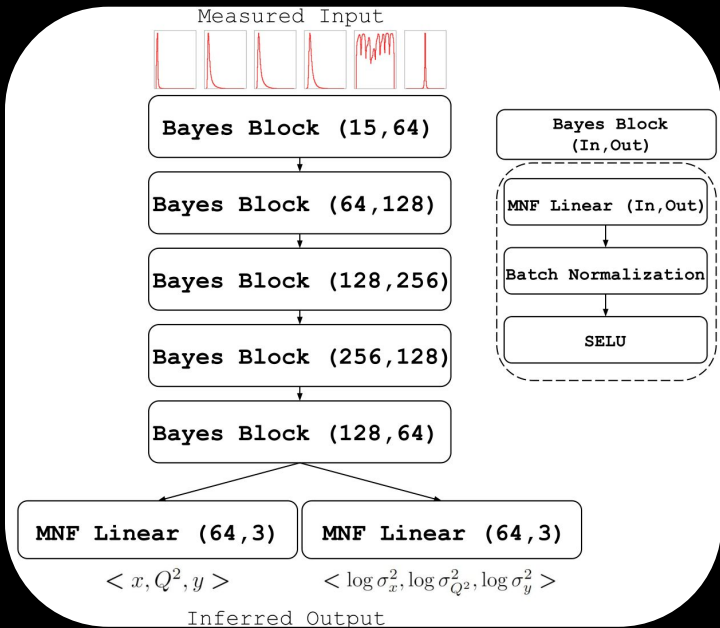 Measured Input
Bayes Block (15,64)
Bayes Block (64,128)
Bayes Block (128,256)
Bayes Block (256,128)
Bayes Block (128,64)
MNF Linear (64,3)
MNF Linear (64,3)
< x, Q², y >
< log σ²ₓ, log σ²_{Q²}, log σ²_y >
Inferred Output
Bayes Block
(In,Out)
MNF Linear (In,Out)
Batch Normalization
SELU